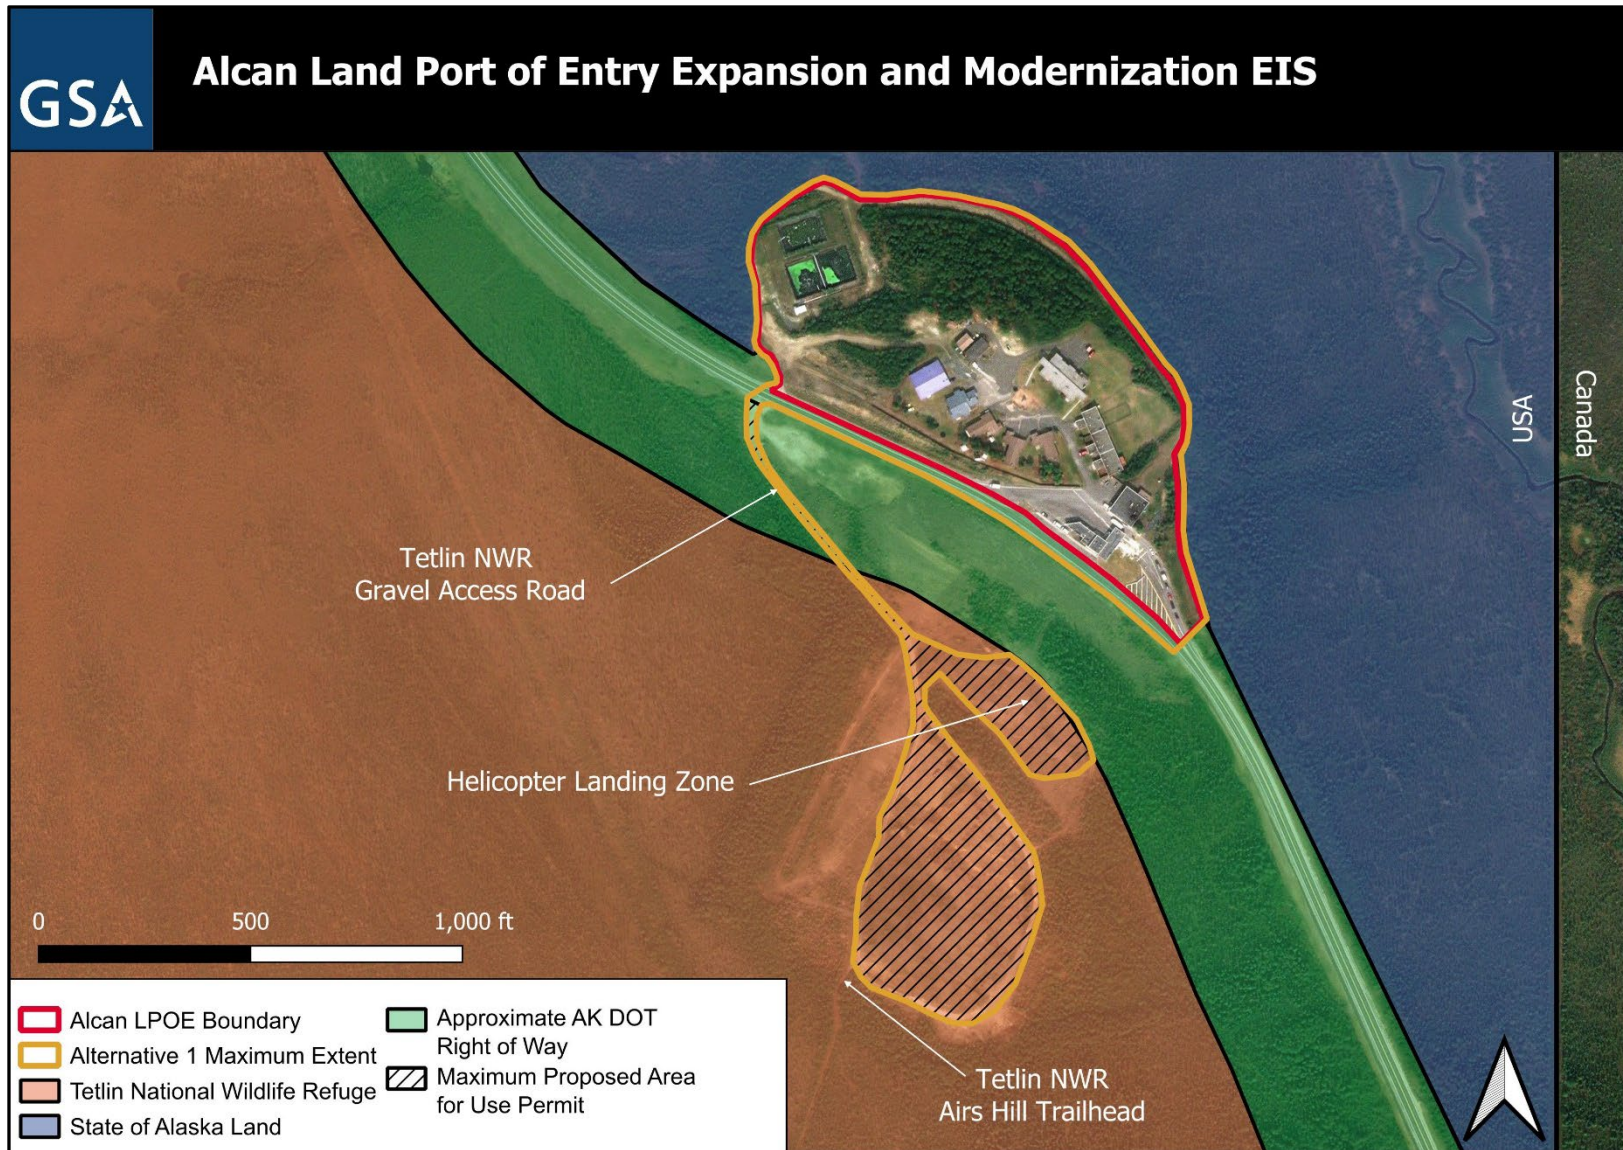 GSA
Alcan Land Port of Entry Expansion and Modernization EIS
USA
Canada
Tetlin NWR
Gravel Access Road
Helicopter Landing Zone
0 500 1,000 ft
Tetlin NWR
Airs Hill Trailhead
Alcan LPOE Boundary
Alternative 1 Maximum Extent
Tetlin National Wildlife Refuge
State of Alaska Land
Approximate AK DOT
Right of Way
Maximum Proposed Area
for Use Permit